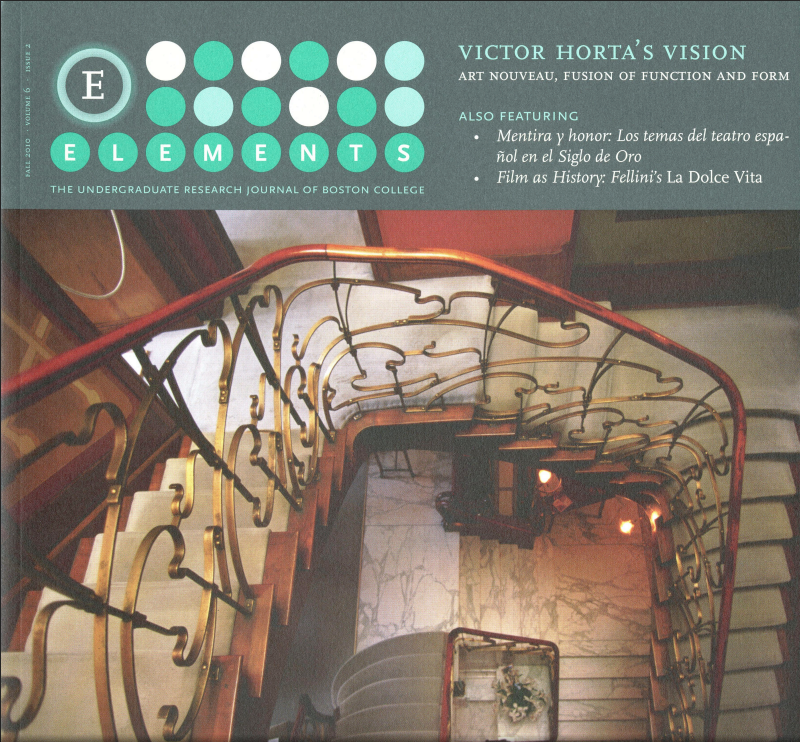 FALL 2010 · VOLUME 6 · ISSUE 2
E
ELEMENTS
THE UNDERGRADUATE RESEARCH JOURNAL OF BOSTON COLLEGE
VICTOR HORTA'S VISION
ART NOUVEAU, FUSION OF FUNCTION AND FORM
ALSO FEATURING
• Mentira y honor: Los temas del teatro espa-
ñol en el Siglo de Oro
• Film as History: Fellini's La Dolce Vita